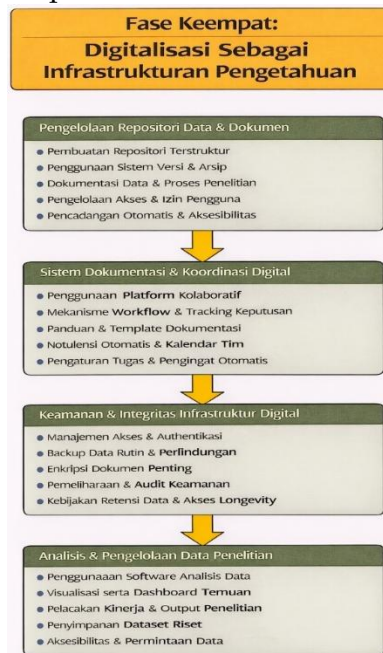 Fase Keempat:
Digitalisasi Sebagai
Infrastrukturan Pengetahuan
Pengelolaan Repositori Data & Dokumen
• Pembuatan Repositori Terstruktur
• Penggunaan Sistem Versi & Arsip
• Dokumentasi Data & Proses Penelitian
• Pengelolaan Akses & Izin Pengguna
• Pencadangan Otomatis & Aksesibilitas
Sistem Dokumentasi & Koordinasi Digital
• Penggunaan Platform Kolaboratif
• Mekanisme Workflow & Tracking Keputusan
• Panduan & Template Dokumentasi
• Notulensi Otomatis & Kalendar Tim
• Pengaturan Tugas & Pengingat Otomatis
Keamanan & Integritas Infrastruktur Digital
• Manajemen Akses & Authentikasi
• Backup Data Rutin & Perlindungan
• Enkripsi Dokumen Penting
• Pemeliharaan & Audit Keamanan
• Kebijakan Retensi Data & Akses Longevity
Analisis & Pengelolaan Data Penelitian
• Penggunaaan Software Analisis Data
• Visualisasi serta Dashboard Temuan
• Pelacakan Kinerja & Output Penelitian
• Penyimpanan Dataset Riset
• Aksesibilitas & Permintaan Data